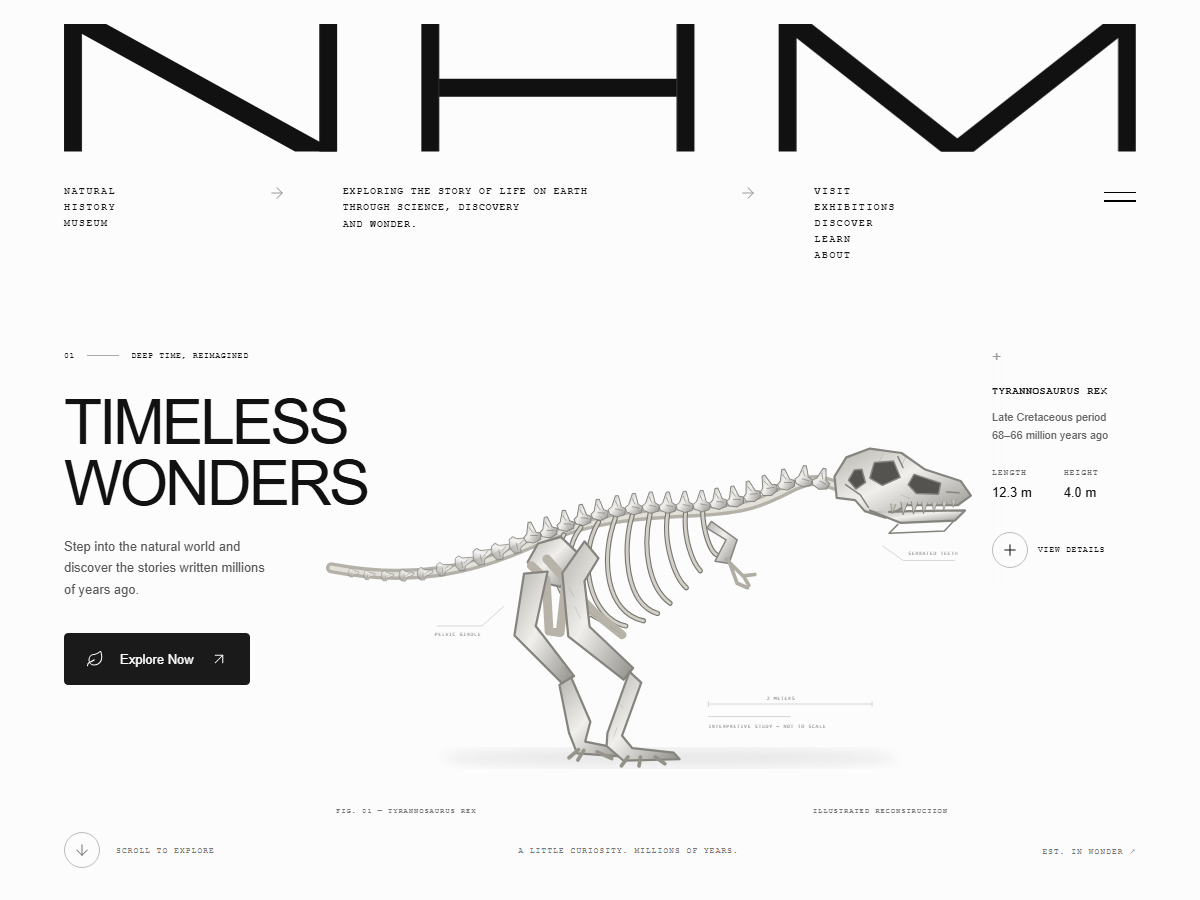 NHM
NATURAL
HISTORY
MUSEUM
EXPLORING THE STORY OF LIFE ON EARTH
THROUGH SCIENCE, DISCOVERY
AND WONDER.
VISIT
EXHIBITIONS
DISCOVER
LEARN
ABOUT
01 DEEP TIME, REIMAGINED
TIMELESS
WONDERS
Step into the natural world and
discover the stories written millions
of years ago.
Explore Now
TYRANNOSAURUS REX
Late Cretaceous period
68–66 million years ago
LENGTH HEIGHT
12.3 m 4.0 m
VIEW DETAILS
SERRATED TEETH
PELVIC GIRDLE
2 METERS
INTERPRETIVE STUDY — NOT TO SCALE
FIG. 01 — TYRANNOSAURUS REX
ILLUSTRATED RECONSTRUCTION
SCROLL TO EXPLORE
A LITTLE CURIOSITY. MILLIONS OF YEARS.
EST. IN WONDER ↗